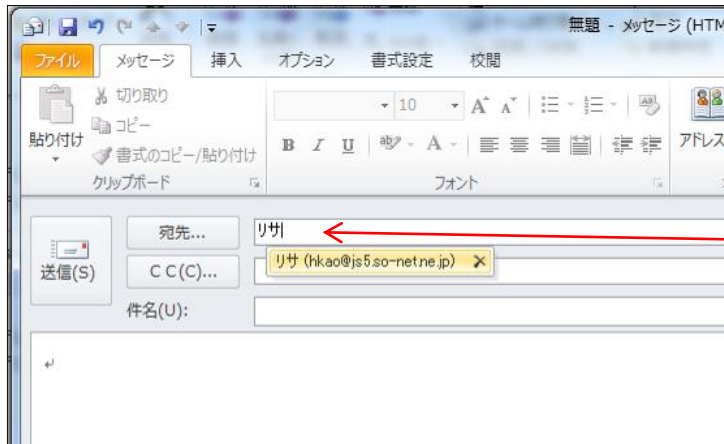 無題 - メッセージ (HTM
ファイル メッセージ 挿入 オプション 書式設定 校閲
切り取り
コピー
貼り付け
書式のコピー/貼り付け
10
B I U
アドレス
クリップボード フォント
宛先... リサ
リサ (hkao@js5.so-net.ne.jp)
送信(S) C C(C)...
件名(U):